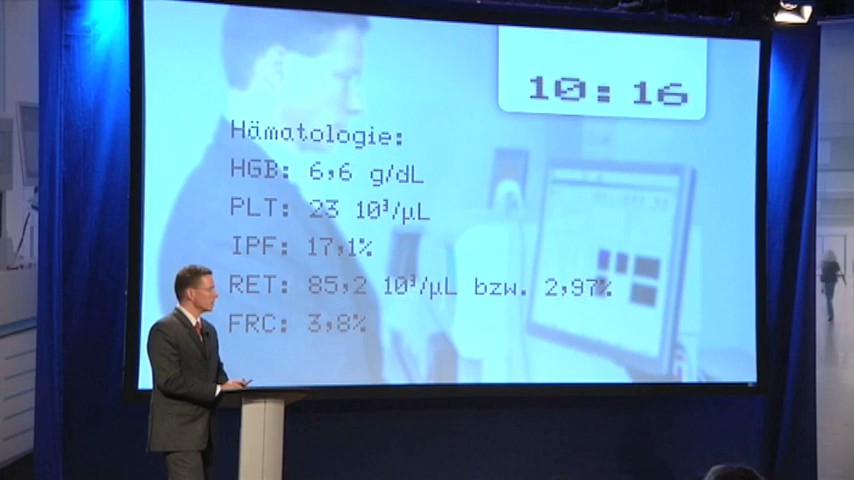 10:16
Hämatologie:
HGB: 6,6 g/dL
PLT: 23 10³/µL
IPF: 17,1%
RET: 85,2 10³/µL bzw. 2,97%
FRC: 3,8%